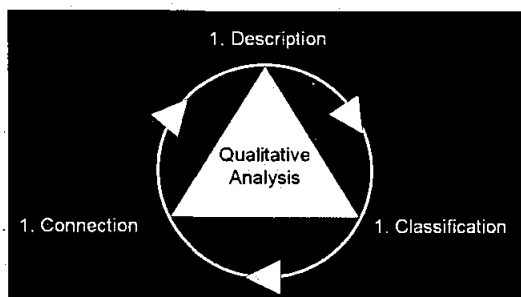 1. Description
Qualitative
Analysis
1. Connection
1. Classification